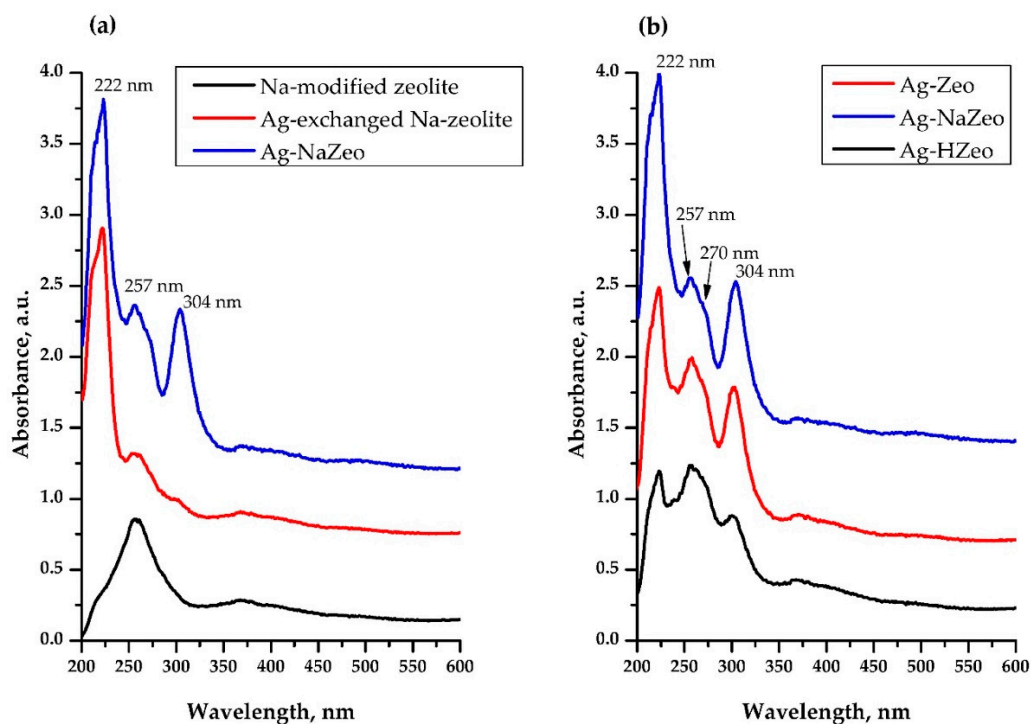 (a)
222 nm
257 nm
304 nm
Na-modified zeolite
Ag-exchanged Na-zeolite
Ag-NaZeo
Absorbance, a.u.
4.0
3.5
3.0
2.5
2.0
1.5
1.0
0.5
0.0
200 250 300 350 400 450 500 550 600
Wavelength, nm
(b)
222 nm
257 nm
270 nm
304 nm
Ag-Zeo
Ag-NaZeo
Ag-HZeo
Absorbance, a.u.
4.0
3.5
3.0
2.5
2.0
1.5
1.0
0.5
0.0
200 250 300 350 400 450 500 550 600
Wavelength, nm